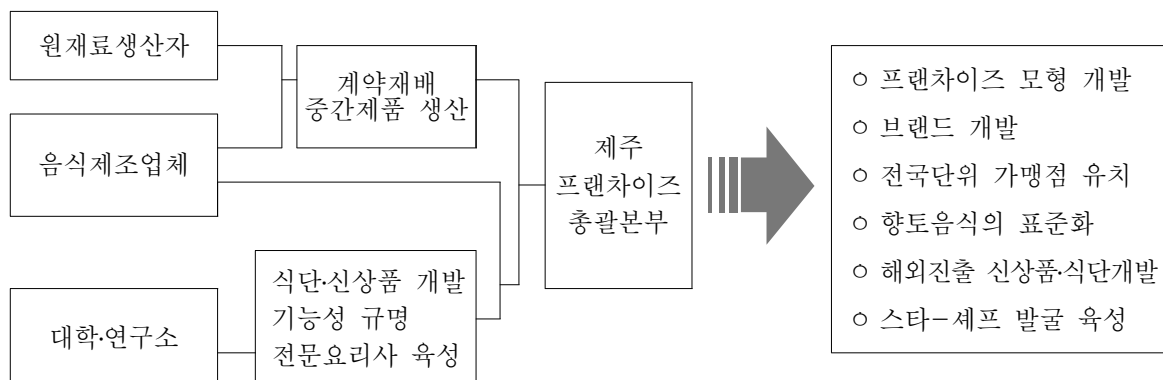 원재료생산자
음식제조업체
대학·연구소
계약재배
중간제품 생산
식단·신상품 개발
기능성 규명
전문요리사 육성
제주
프랜차이즈
총괄본부
○ 프랜차이즈 모형 개발
○ 브랜드 개발
○ 전국단위 가맹점 유치
○ 향토음식의 표준화
○ 해외진출 신상품·식단개발
○ 스타-셰프 발굴 육성